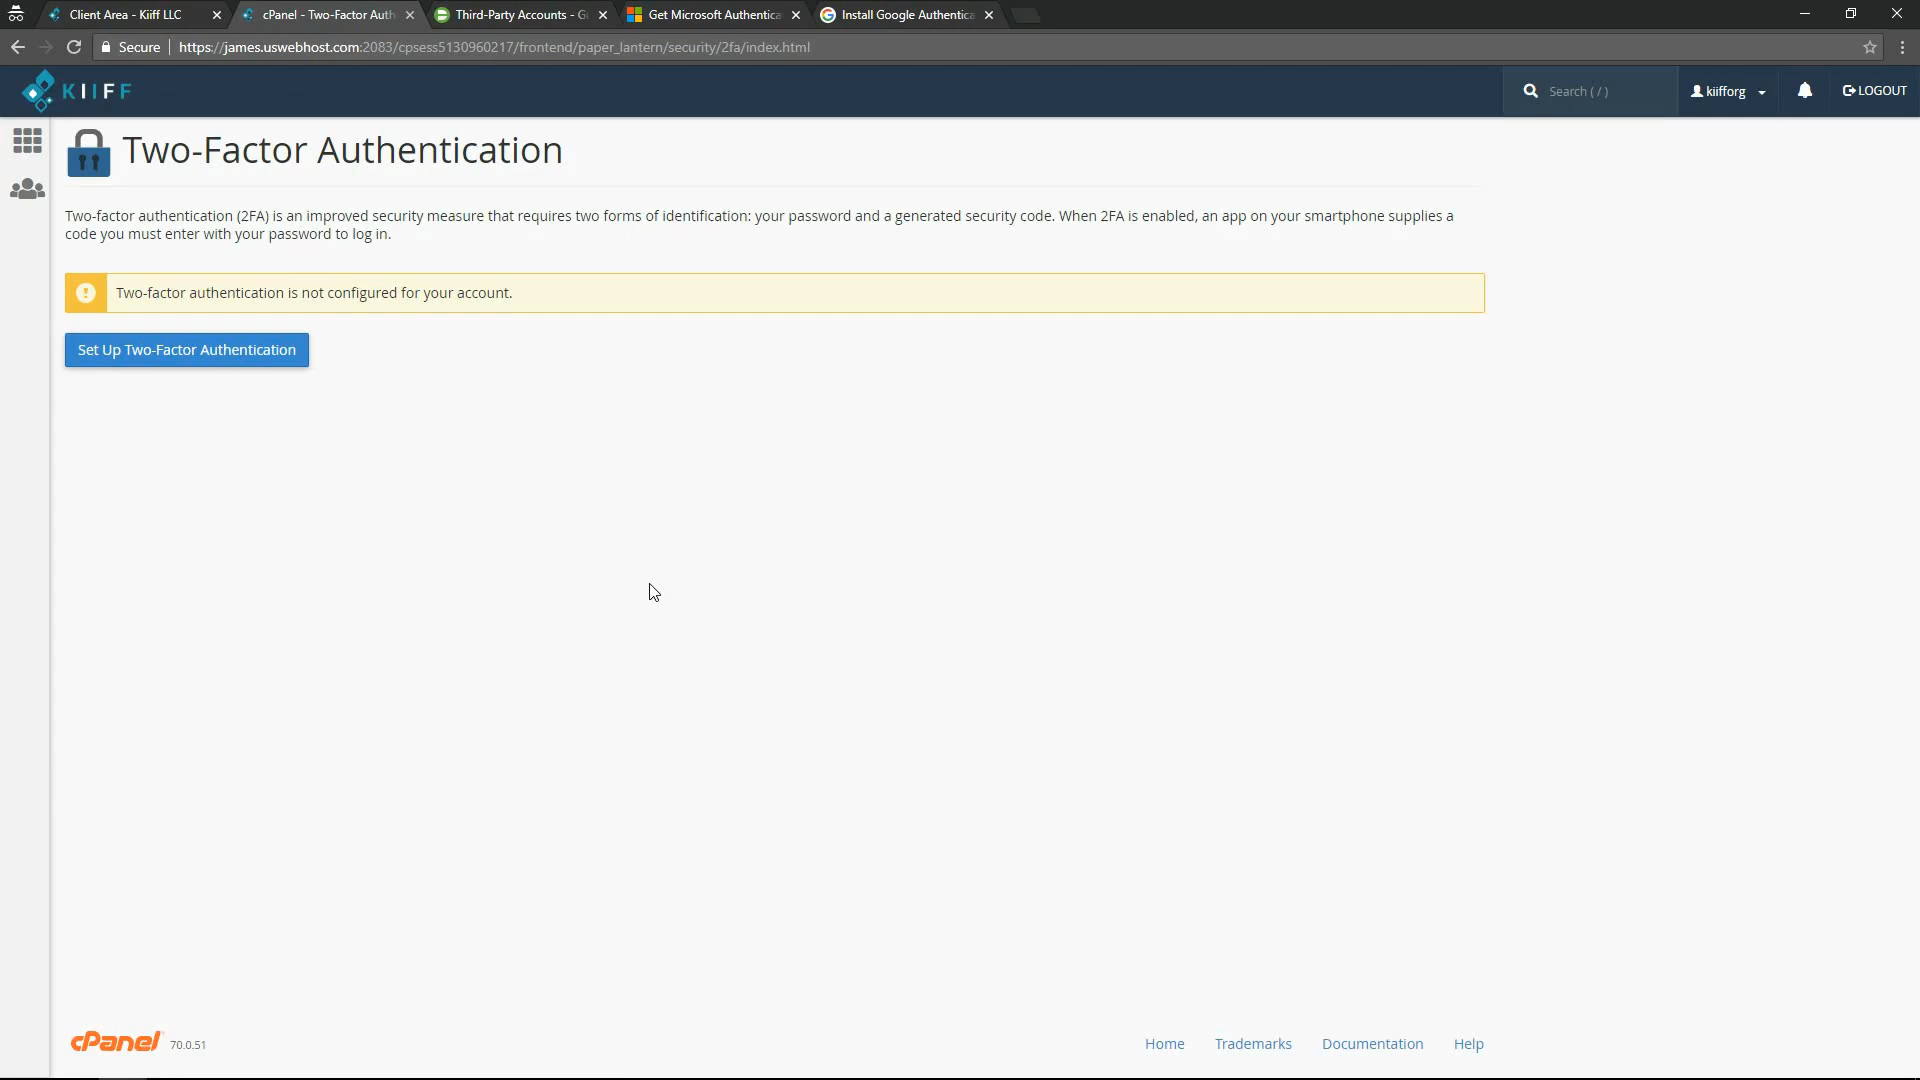 Client Area - Kiiff LLC
cPanel - Two-Factor Auth
Third-Party Accounts - G
Get Microsoft Authentica
Install Google Authentica
Secure
https://james.uswebhost.com:2083/cpsess5130960217/frontend/paper_lantern/security/2fa/index.html
KIIFF
Search ( / )
kiifforg
LOGOUT
Two-Factor Authentication
Two-factor authentication (2FA) is an improved security measure that requires two forms of identification: your password and a generated security code. When 2FA is enabled, an app on your smartphone supplies a
code you must enter with your password to log in.
Two-factor authentication is not configured for your account.
Set Up Two-Factor Authentication
cPanel 70.0.51
Home
Trademarks
Documentation
Help